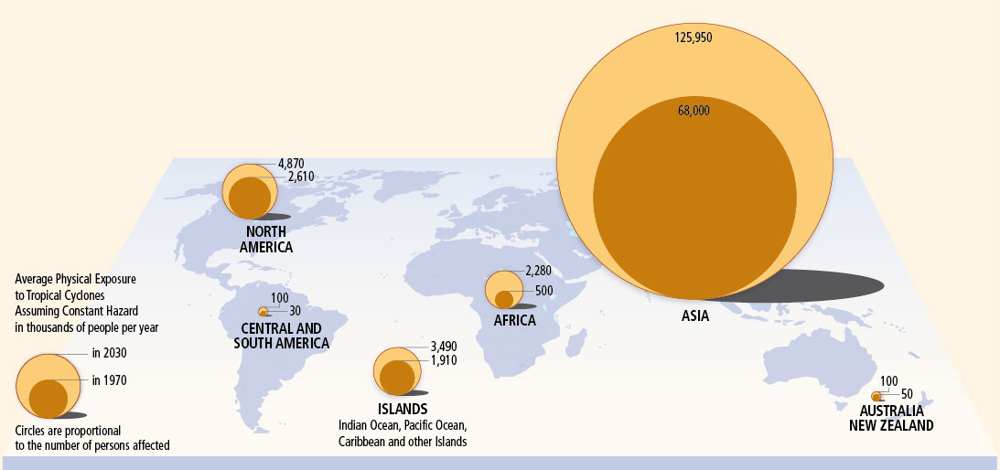 125,950
68,000
4,870
2,610
NORTH
AMERICA
2,280
500
AFRICA
ASIA
100
30
CENTRAL AND
SOUTH AMERICA
3,490
1,910
ISLANDS
Indian Ocean, Pacific Ocean,
Caribbean and other Islands
100
50
AUSTRALIA
NEW ZEALAND
Average Physical Exposure
to Tropical Cyclones
Assuming Constant Hazard
in thousands of people per year
in 2030
in 1970
Circles are proportional
to the number of persons affected